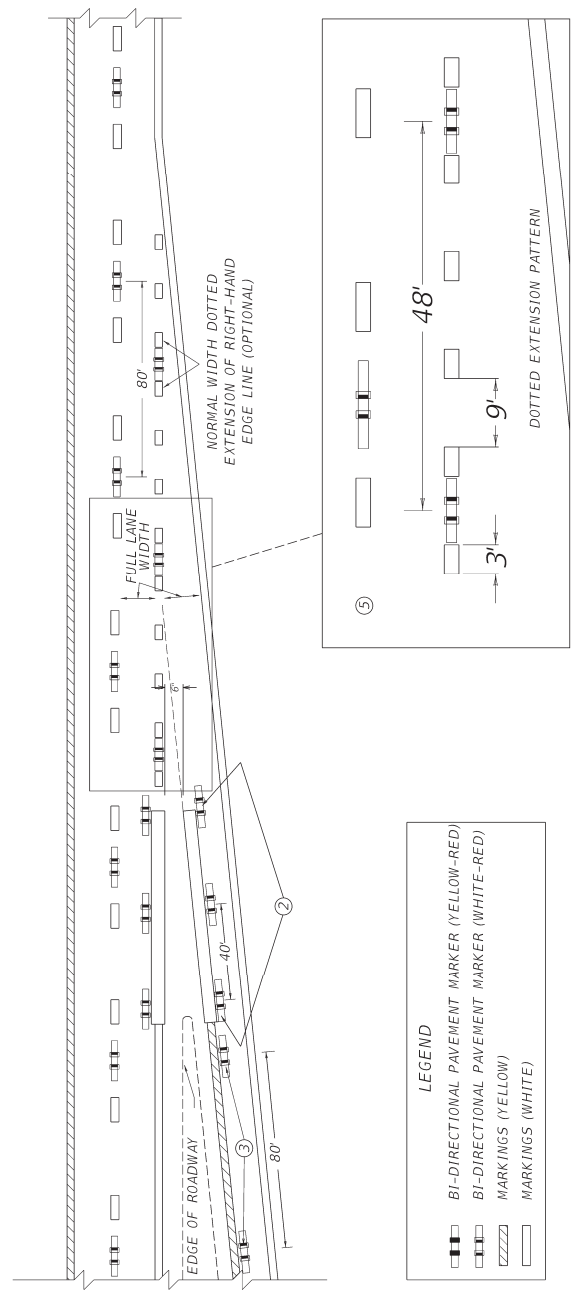 80'
NORMAL WIDTH DOTTED
EXTENSION OF RIGHT-HAND
EDGE LINE (OPTIONAL)
FULL LANE
WIDTH
6'
40'
2
3
80'
EDGE OF ROADWAY
48'
9'
3'
5
DOTTED EXTENSION PATTERN
LEGEND
BI-DIRECTIONAL PAVEMENT MARKER (YELLOW-RED)
BI-DIRECTIONAL PAVEMENT MARKER (WHITE-RED)
MARKINGS (YELLOW)
MARKINGS (WHITE)